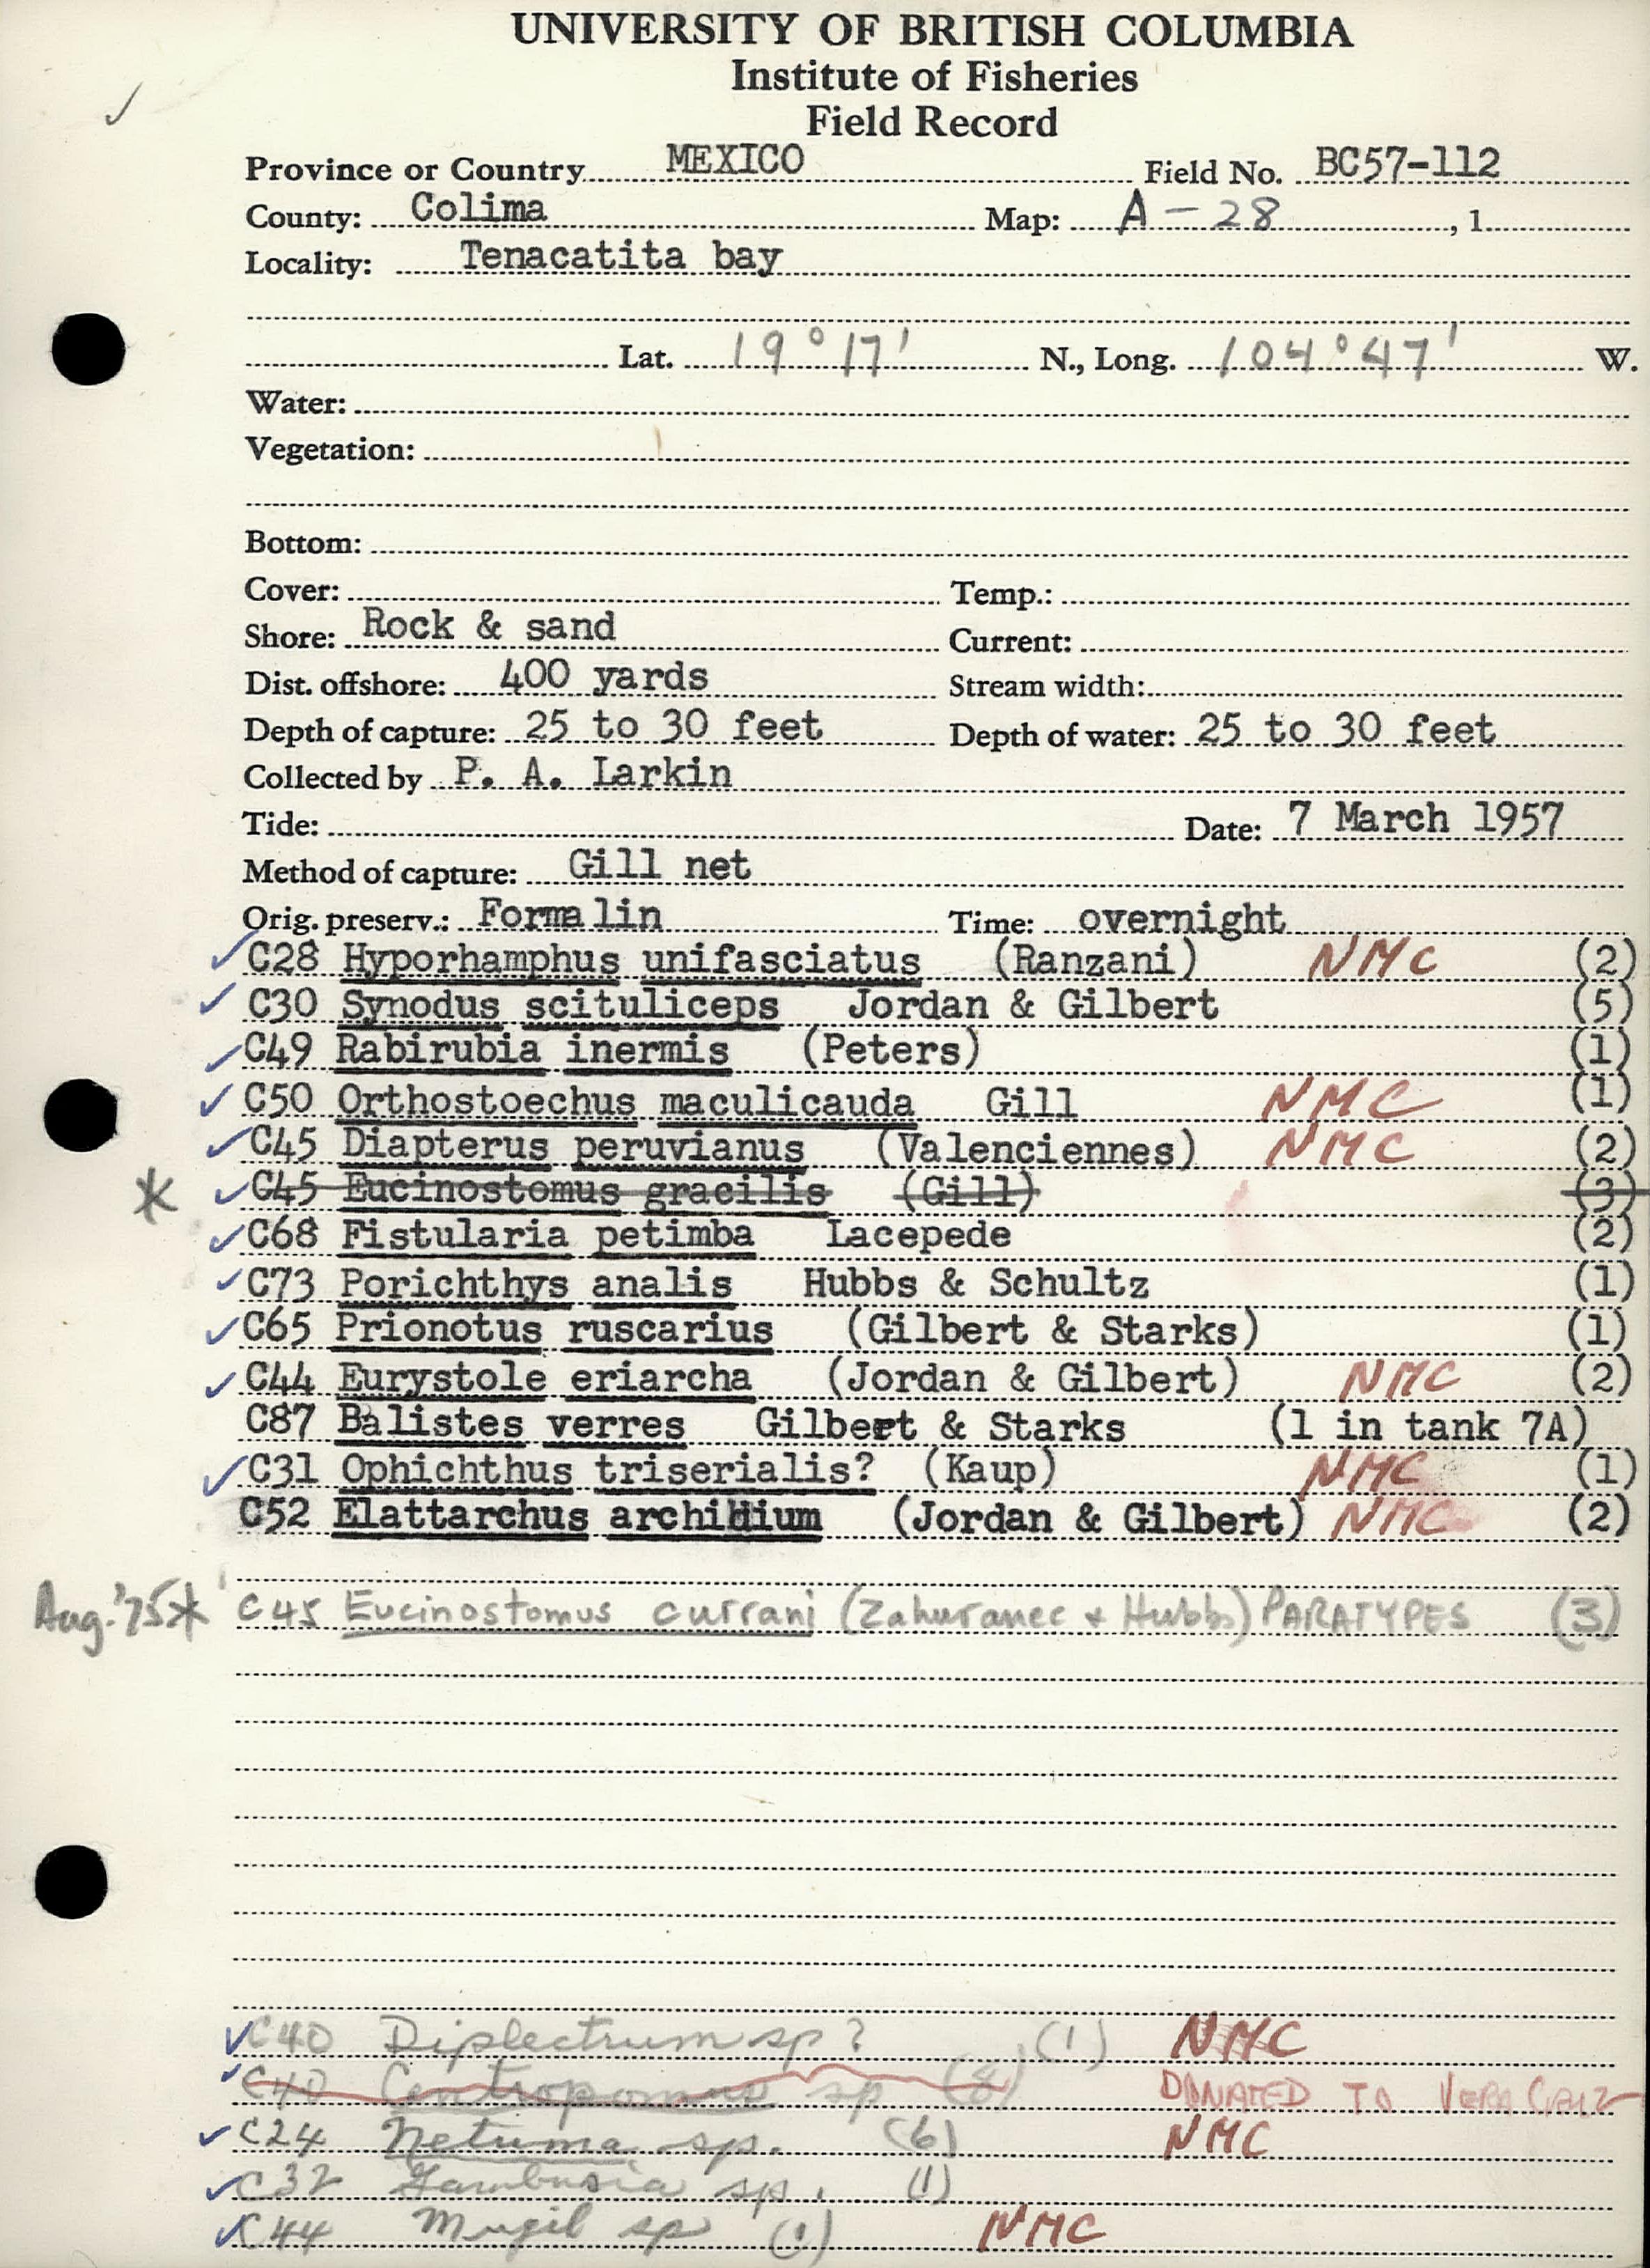 UNIVERSITY OF BRITISH COLUMBIA
Institute of Fisheries
Field Record
Province or Country MEXICO Field No. BC57-112
County: Colima Map: A-28, 1
Locality: Tenacatita bay
Lat. 19°17' N., Long. 104°47' W.
Water:
Vegetation:
Bottom:
Cover: Temp.:
Shore: Rock & sand Current:
Dist. offshore: 400 yards Stream width:
Depth of capture: 25 to 30 feet Depth of water: 25 to 30 feet
Collected by P. A. Larkin
Tide: Date: 7 March 1957
Method of capture: Gill net
Orig. preserv.: Formalin Time: overnight
✓ C28 Hyporhamphus unifasciatus (Ranzani) NMC (2)
✓ C30 Synodus scituliceps Jordan & Gilbert (5)
✓ C49 Rabirubia inermis (Peters) (1)
✓ C50 Orthostoechus maculicauda Gill NMC (1)
✓ C45 Diapterus peruvianus (Valenciennes) NMC (2)
* ✓ C45 Eucinostomus gracilis (Gill) (3)
✓ C68 Fistularia petimba Lacepede (2)
✓ C73 Porichthys analis Hubbs & Schultz (1)
✓ C65 Prionotus ruscarius (Gilbert & Starks) (1)
✓ C44 Eurystole eriarcha (Jordan & Gilbert) NMC (2)
C87 Balistes verres Gilbert & Starks (1 in tank 7A)
✓ C31 Ophichthus triserialis? (Kaup) NMC (1)
C52 Elattarchus archidium (Jordan & Gilbert) NMC (2)
Aug. '75 * C45 Eucinostomus currani (Zahuranec & Hubbs) PARATYPES (3)
✓ C40 Diplectrum sp? (1) NMC
✓ C40 Centropomus sp (8) DONATED TO VERA CRUZ
✓ C24 Netuma sp. (6) NMC
✓ C32 Gambusia sp. (1)
✓ C44 Mugil sp (1) NMC